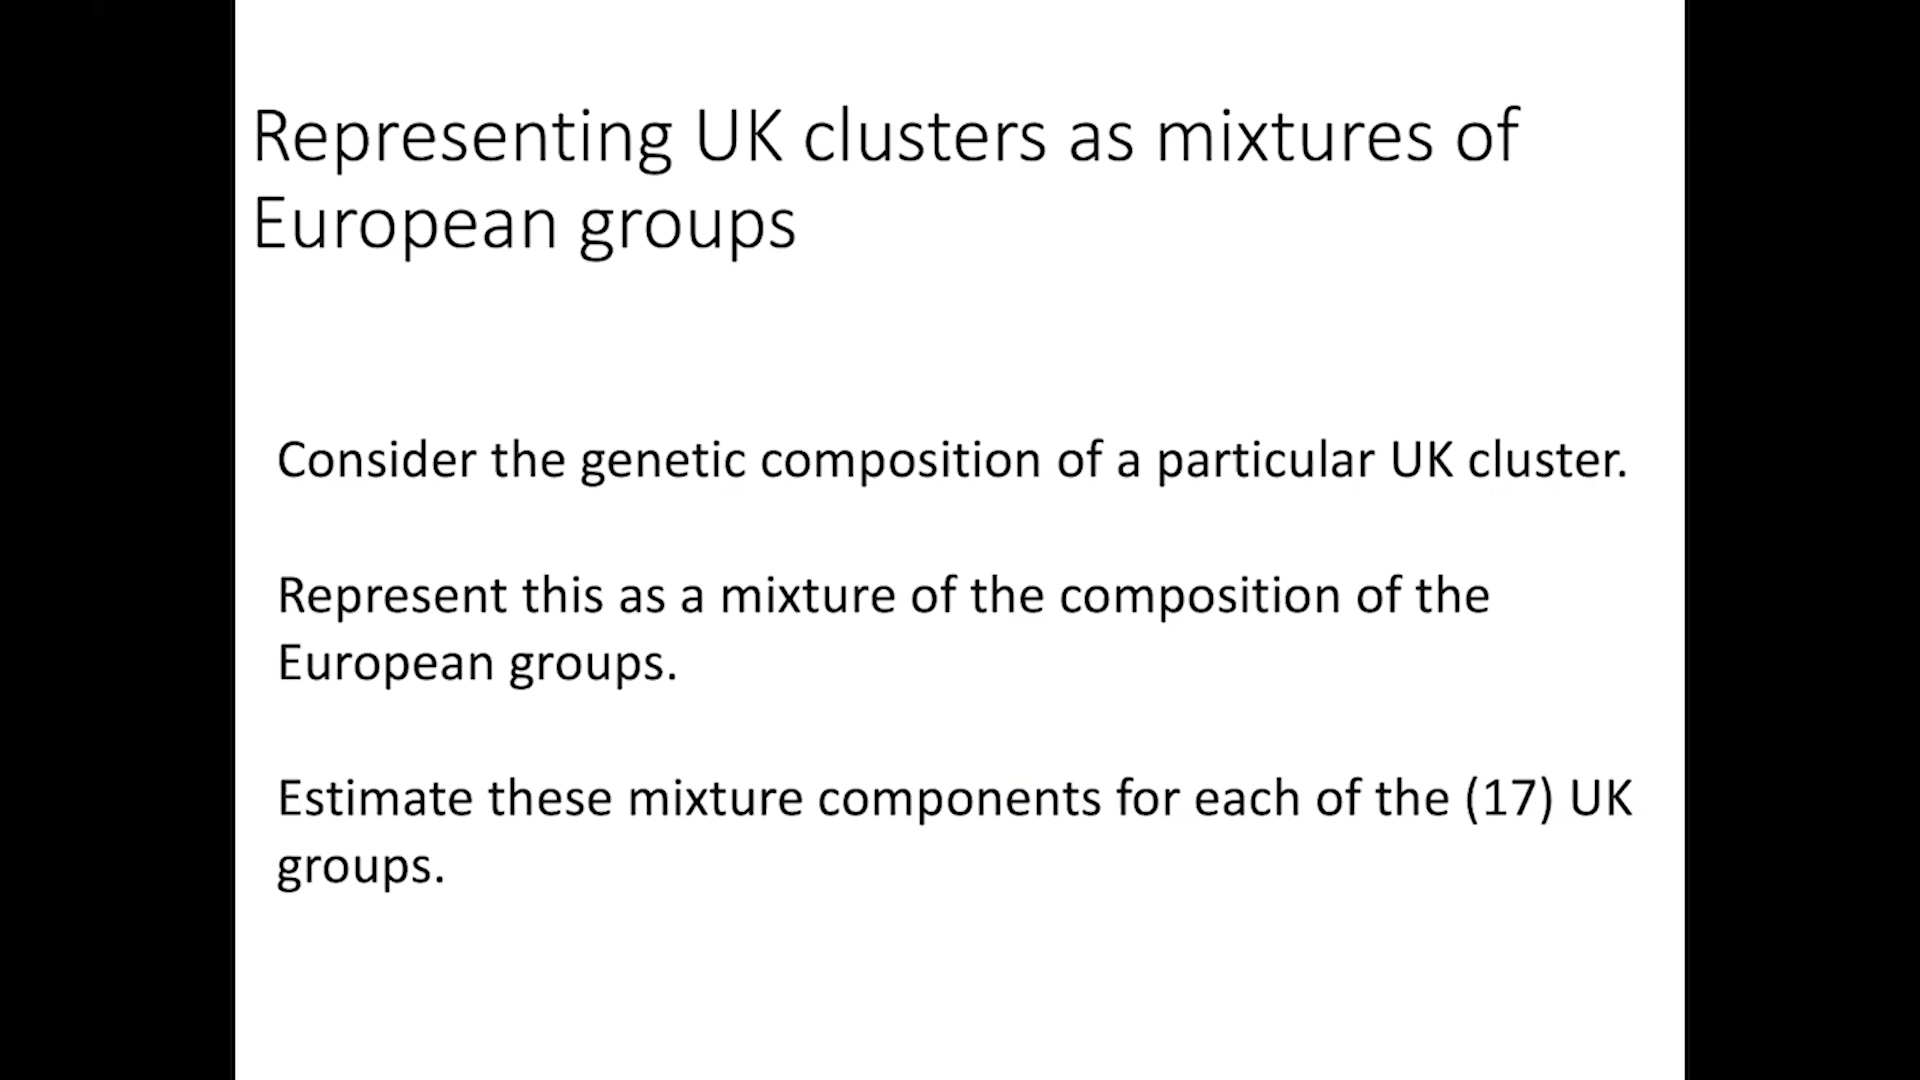 Representing UK clusters as mixtures of
European groups
Consider the genetic composition of a particular UK cluster.
Represent this as a mixture of the composition of the
European groups.
Estimate these mixture components for each of the (17) UK
groups.